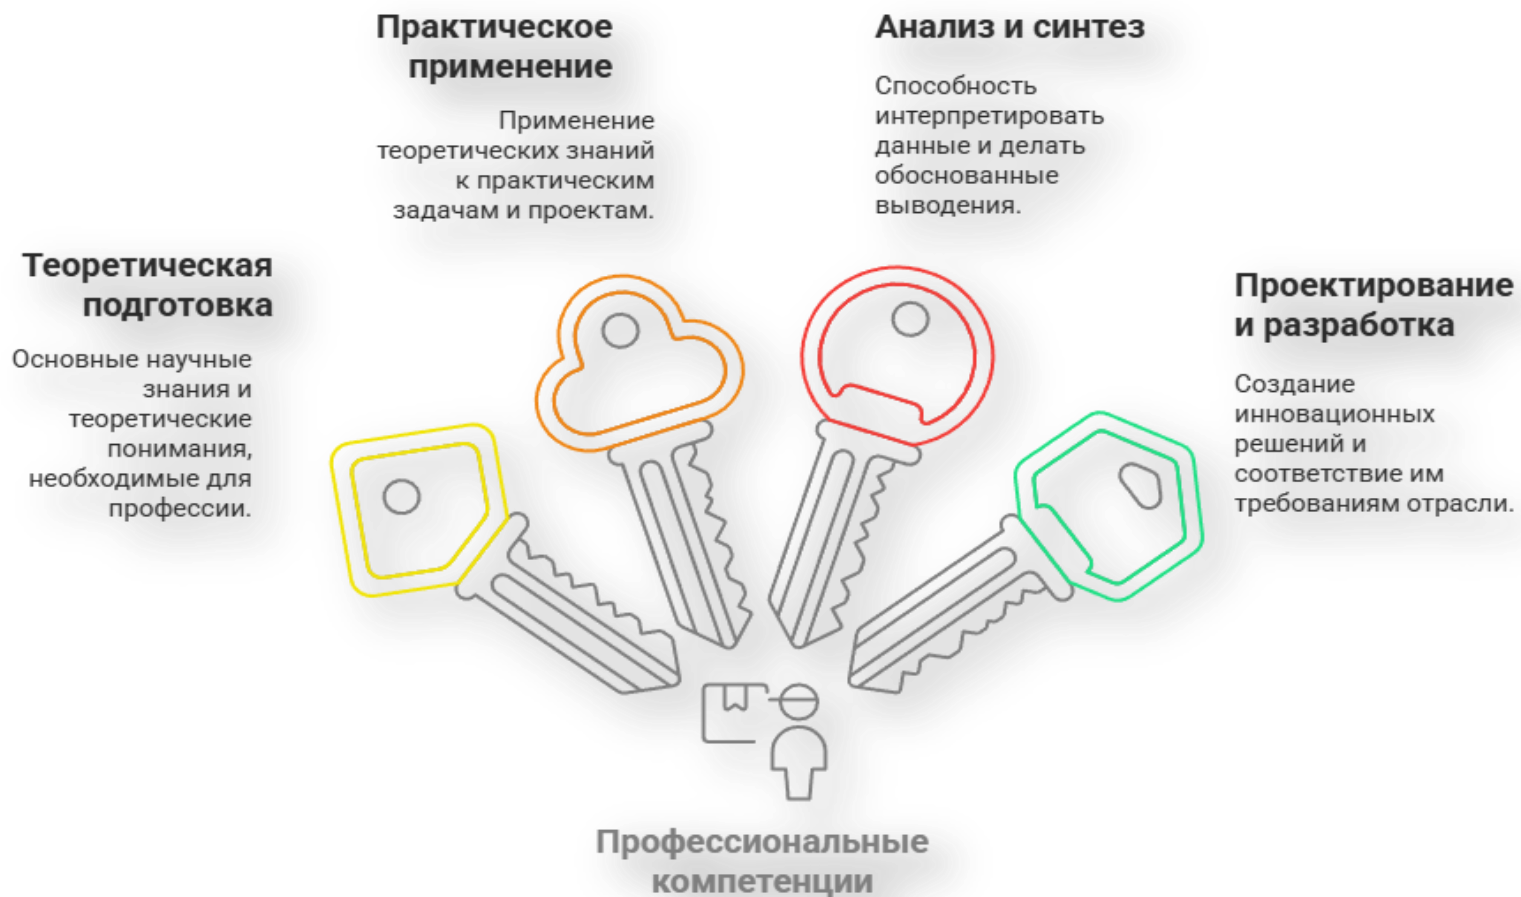 Практическое
применение
Применение
теоретических знаний
к практическим
задачам и проектам.
Анализ и синтез
Способность
интерпретировать
данные и делать
обоснованные
выводения.
Теоретическая
подготовка
Основные научные
знания и
теоретические
понимания,
необходимые для
профессии.
Проектирование
и разработка
Создание
инновационных
решений и
соответствие им
требованиям отрасли.
Профессиональные
компетенции